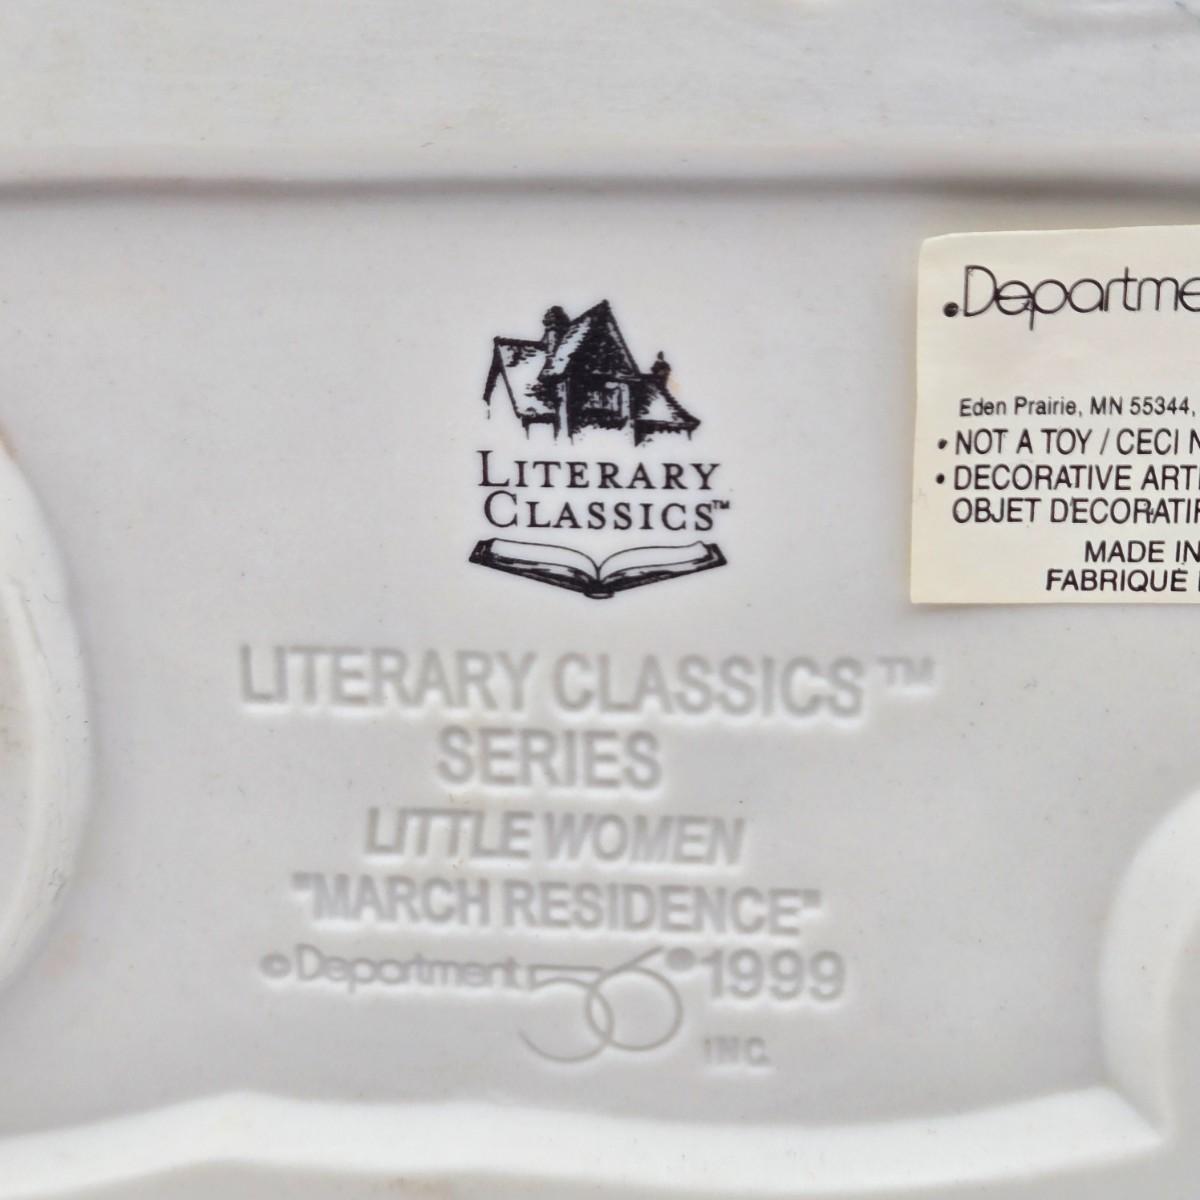 LITERARY
CLASSICS™
LITERARY CLASSICS™
SERIES
LITTLE WOMEN
"MARCH RESIDENCE"
©Department 56® 1999
INC.
.Departme
Eden Prairie, MN 55344,
• NOT A TOY / CECI N
• DECORATIVE ARTI
OBJET D'ECORATIF
MADE IN
FABRIQUÉ